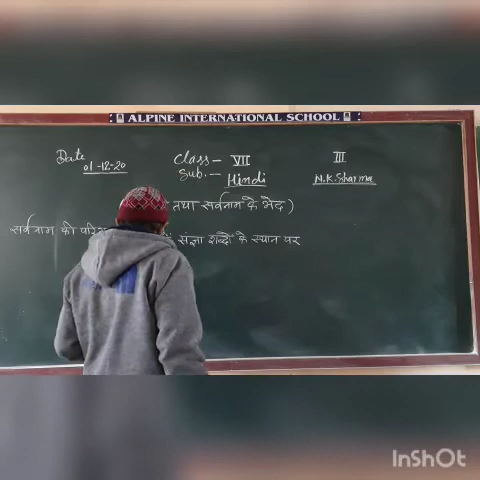 ALPINE INTERNATIONAL SCHOOL
Date Class - VII III
01-12-20 Sub. - Hindi N.K. Sharma
तथा सर्वनाम के भेद )
सर्वनाम की संज्ञा शब्दों के स्थान पर
InShOt